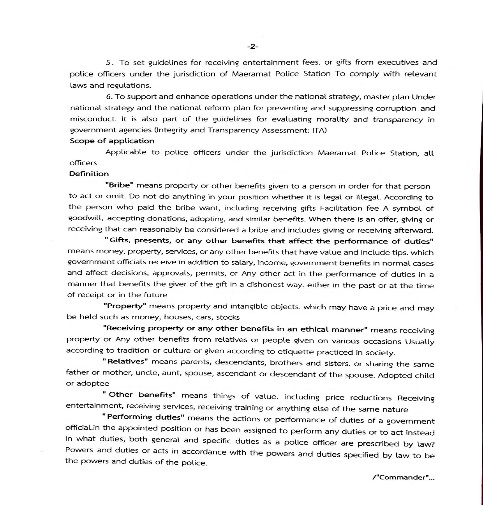 -2-
5. To set guidelines for receiving entertainment fees, or gifts from executives and
police officers under the jurisdiction of Maeramat Police Station To comply with relevant
laws and regulations.
6. To support and enhance operations under the national strategy, master plan Under
national strategy and the national reform plan for preventing and suppressing corruption and
misconduct. It is also part of the guidelines for evaluating morality and transparency in
government agencies (Integrity and Transparency Assessment: ITA)
Scope of application
Applicable to police officers under the jurisdiction Maeramat Police Station, all
officers
Definition
"Bribe" means property or other benefits given to a person in order for that person
to act or omit. Do not do anything in your position whether it is legal or illegal. According to
the person who paid the bribe want, including receiving gifts Facilitation fee A symbol of
goodwill, accepting donations, adopting, and similar benefits. When there is an offer, giving or
receiving that can reasonably be considered a bribe and includes giving or receiving afterward.
"Gifts, presents, or any other benefits that affect the performance of duties"
means money, property, services, or any other benefits that have value and include tips, which
government officials receive in addition to salary, income, government benefits in normal cases
and affect decisions, approvals, permits, or Any other act in the performance of duties in a
manner that benefits the giver of the gift in a dishonest way. either in the past or at the time
of receipt or in the future
"Property" means property and intangible objects. which may have a price and may
be held such as money, houses, cars, stocks
"Receiving property or any other benefits in an ethical manner" means receiving
property or Any other benefits from relatives or people given on various occasions Usually
according to tradition or culture or given according to etiquette practiced in society.
"Relatives" means parents, descendants, brothers and sisters, or sharing the same
father or mother, uncle, aunt, spouse, ascendant or descendant of the spouse. Adopted child
or adoptee
" Other benefits" means things of value, including price reductions Receiving
entertainment, receiving services, receiving training or anything else of the same nature
"Performing duties" means the actions or performance of duties of a government
official.in the appointed position or has been assigned to perform any duties or to act instead
in what duties, both general and specific duties as a police officer are prescribed by law?
Powers and duties or acts in accordance with the powers and duties specified by law to be
the powers and duties of the police.
/"Commander"...